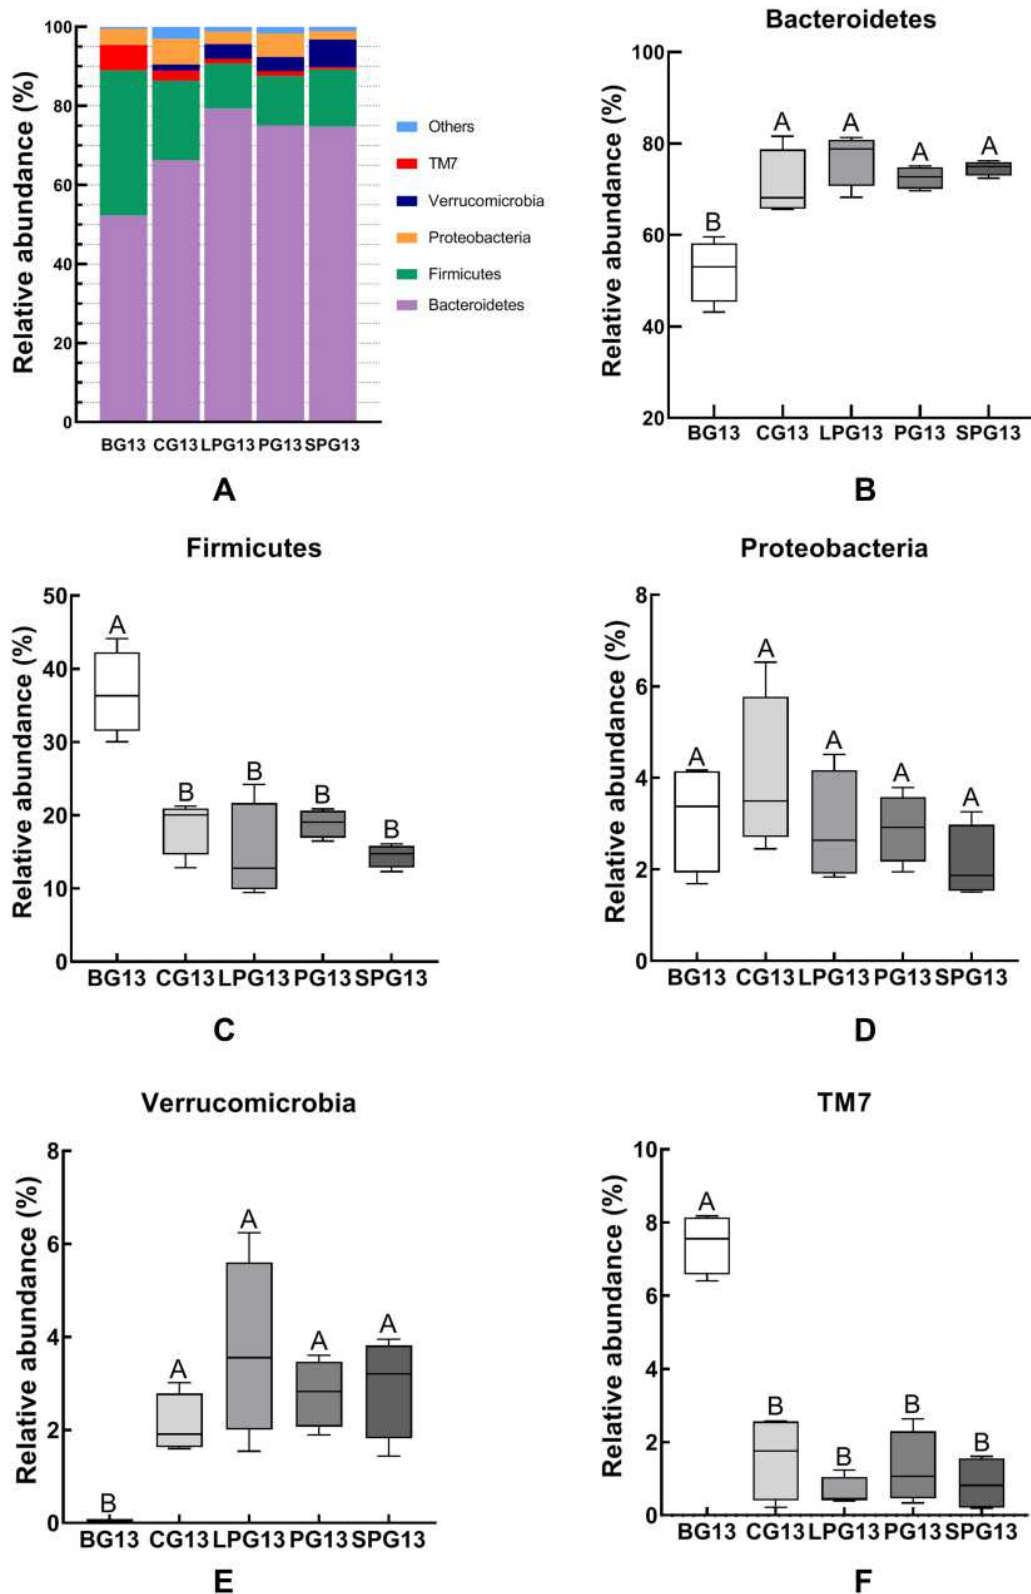 Relative abundance (%)
100
80
60
40
20
0
BG13 CG13 LPG13 PG13 SPG13
Others
TM7
Verrucomicrobia
Proteobacteria
Firmicutes
Bacteroidetes
A
Bacteroidetes
Relative abundance (%)
100
80
60
40
20
B A A A A
BG13 CG13 LPG13 PG13 SPG13
B
Firmicutes
Relative abundance (%)
50
40
30
20
10
0
A B B B B
BG13 CG13 LPG13 PG13 SPG13
C
Proteobacteria
Relative abundance (%)
8
6
4
2
0
A A A A A
BG13 CG13 LPG13 PG13 SPG13
D
Verrucomicrobia
Relative abundance (%)
8
6
4
2
0
B A A A A
BG13 CG13 LPG13 PG13 SPG13
E
TM7
Relative abundance (%)
10
8
6
4
2
0
A B B B B
BG13 CG13 LPG13 PG13 SPG13
F